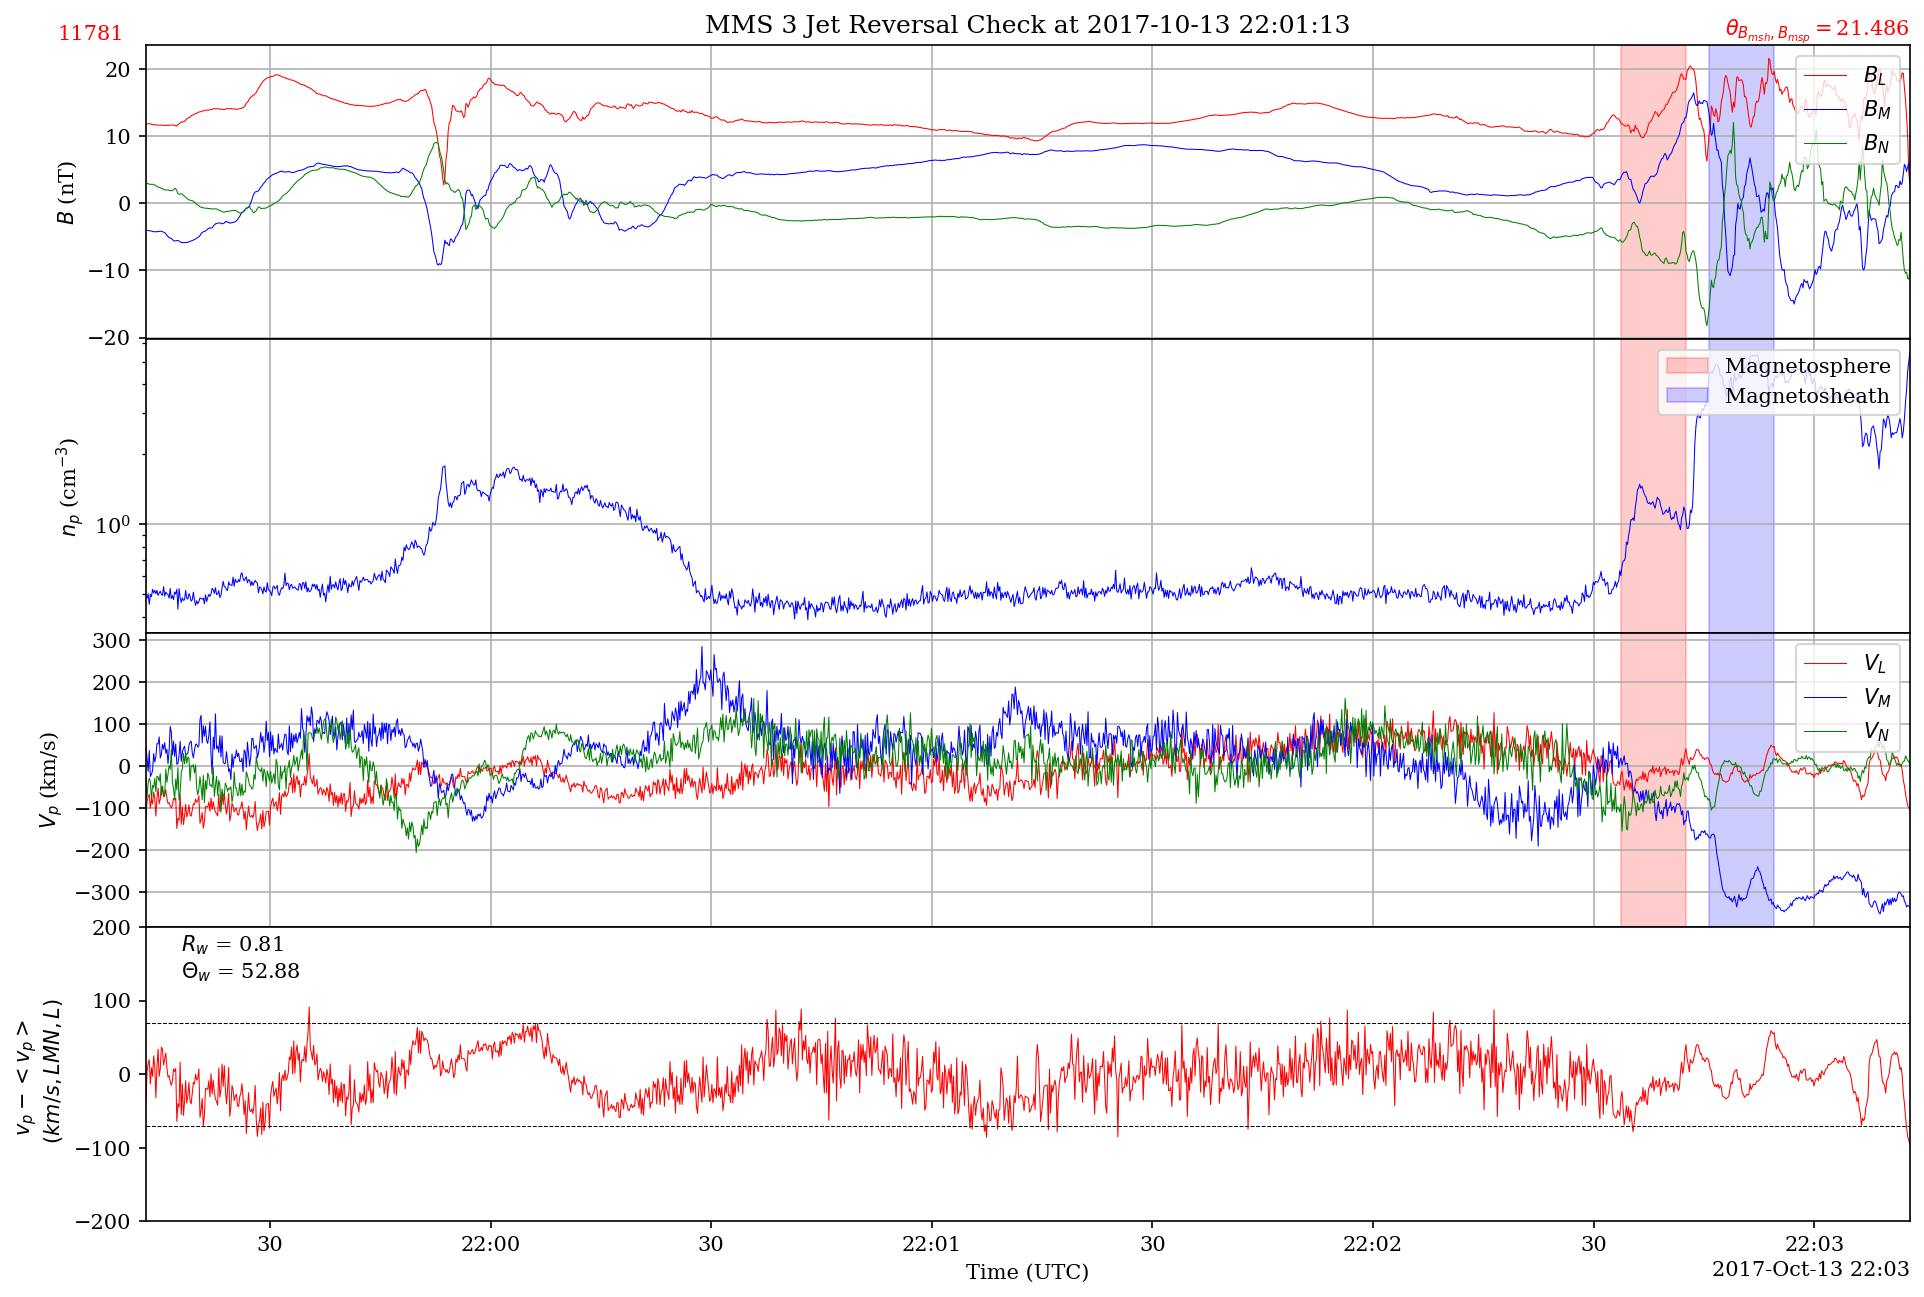 11781
MMS 3 Jet Reversal Check at 2017-10-13 22:01:13
θ_{B_{msh}, B_{msp}} = 21.486
B (nT)
20
10
0
−10
−20
B_L
B_M
B_N
n_p (cm^{−3})
10^0
Magnetosphere
Magnetosheath
V_p (km/s)
300
200
100
0
−100
−200
−300
V_L
V_M
V_N
v_p − < v_p >
(km/s, LMN, L)
200
100
0
−100
−200
R_w = 0.81
Θ_w = 52.88
30
22:00
30
22:01
30
22:02
30
22:03
Time (UTC)
2017-Oct-13 22:03